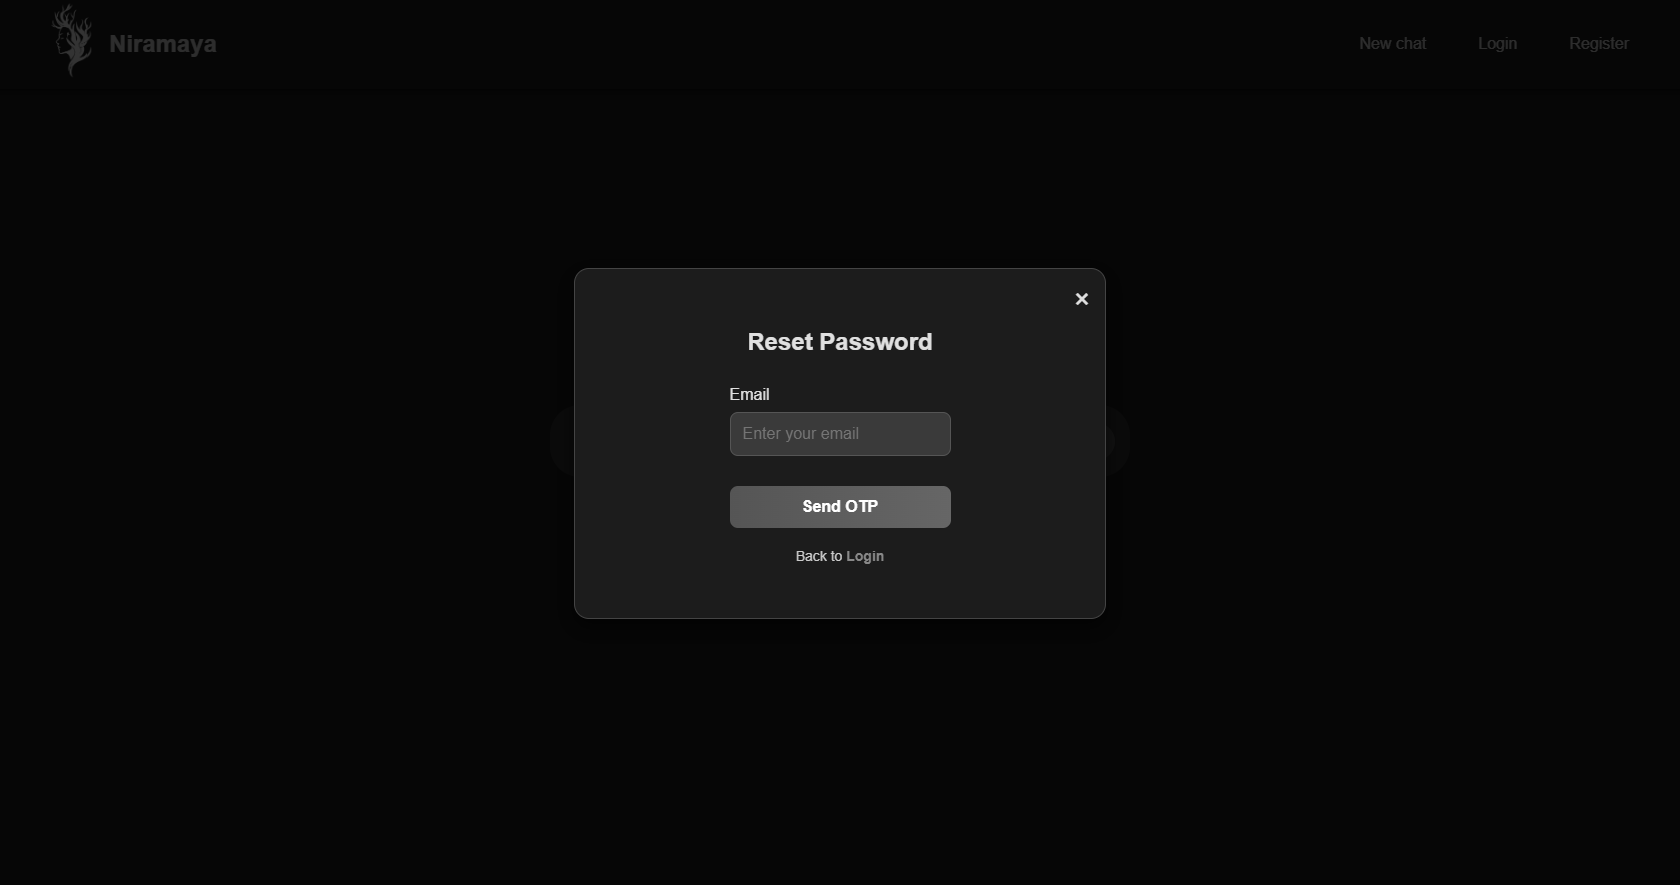 Niramaya
New chat
Login
Register
×
Reset Password
Email
Enter your email
Send OTP
Back to Login